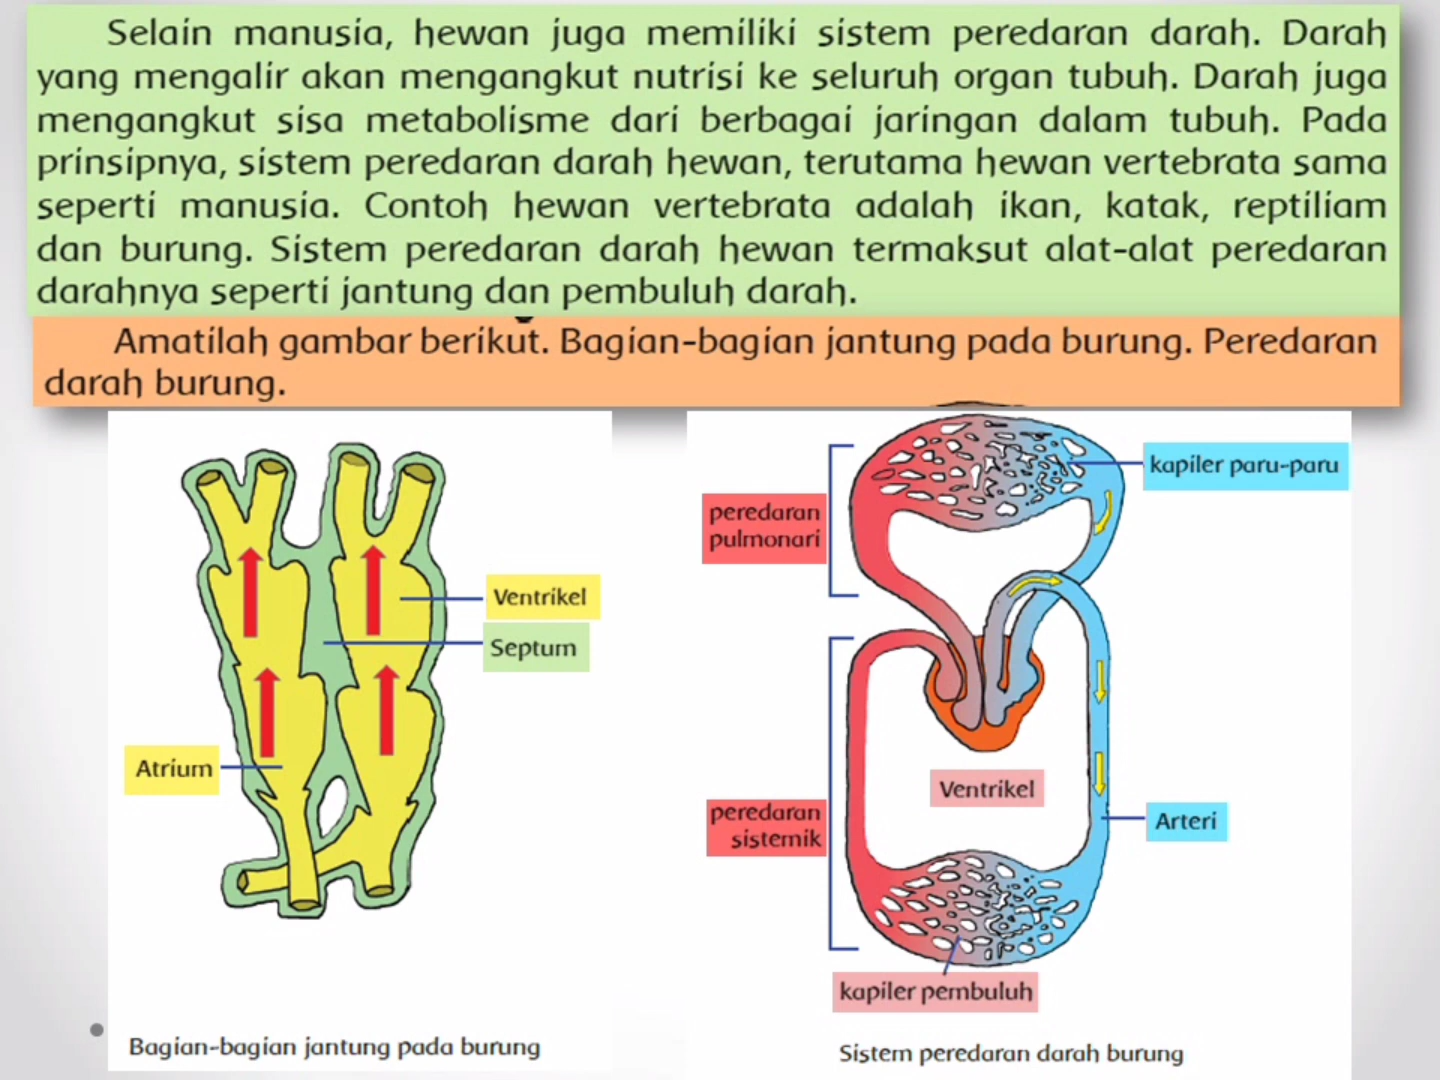 Selain manusia, hewan juga memiliki sistem peredaran darah. Darah
yang mengalir akan mengangkut nutrisi ke seluruh organ tubuh. Darah juga
mengangkut sisa metabolisme dari berbagai jaringan dalam tubuh. Pada
prinsipnya, sistem peredaran darah hewan, terutama hewan vertebrata sama
seperti manusia. Contoh hewan vertebrata adalah ikan, katak, reptiliam
dan burung. Sistem peredaran darah hewan termaksut alat-alat peredaran
darahnya seperti jantung dan pembuluh darah.
Amatilah gambar berikut. Bagian-bagian jantung pada burung. Peredaran
darah burung.
Ventrikel
Septum
Atrium
Bagian-bagian jantung pada burung
kapiler paru-paru
peredaran
pulmonari
Ventrikel
peredaran
sistemik
Arteri
kapiler pembuluh
Sistem peredaran darah burung